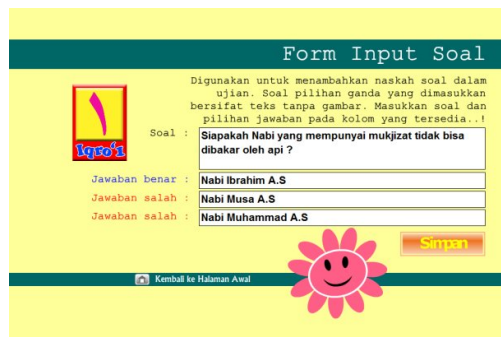 Form Input Soal
Digunakan untuk menambahkan naskah soal dalam
ujian. Soal pilihan ganda yang dimasukkan
bersifat teks tanpa gambar. Masukkan soal dan
pilihan jawaban pada kolom yang tersedia..!
١
Iqro'1
Soal : Siapakah Nabi yang mempunyai mukjizat tidak bisa
dibakar oleh api ?
Jawaban benar : Nabi Ibrahim A.S
Jawaban salah : Nabi Musa A.S
Jawaban salah : Nabi Muhammad A.S
Simpan
Kembali ke Halaman Awal